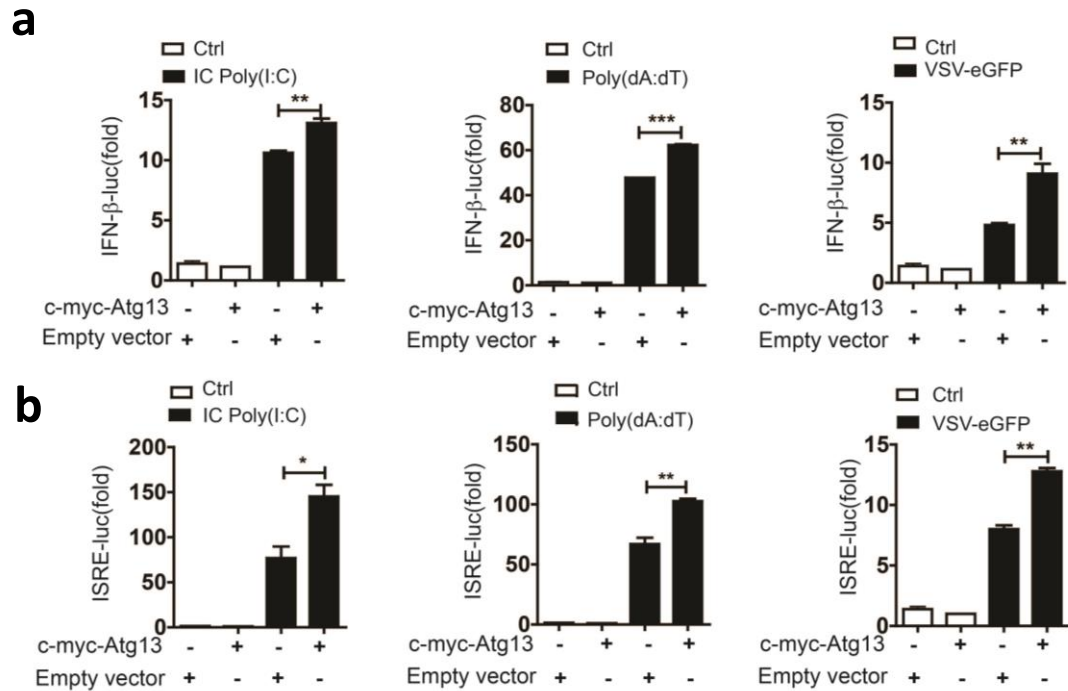 a
Ctrl
IC Poly(I:C)
IFN-β-luc(fold)
15
10
5
0
**
c-myc-Atg13 - + - +
Empty vector + - + -
Ctrl
Poly(dA:dT)
IFN-β-luc(fold)
80
60
40
20
0
***
c-myc-Atg13 - + - +
Empty vector + - + -
Ctrl
VSV-eGFP
IFN-β-luc(fold)
15
10
5
0
**
c-myc-Atg13 - + - +
Empty vector + - + -
b
Ctrl
IC Poly(I:C)
ISRE-luc(fold)
200
150
100
50
0
*
c-myc-Atg13 - + - +
Empty vector + - + -
Ctrl
Poly(dA:dT)
ISRE-luc(fold)
150
100
50
0
**
c-myc-Atg13 - + - +
Empty vector + - + -
Ctrl
VSV-eGFP
ISRE-luc(fold)
15
10
5
0
**
c-myc-Atg13 - + - +
Empty vector + - + -